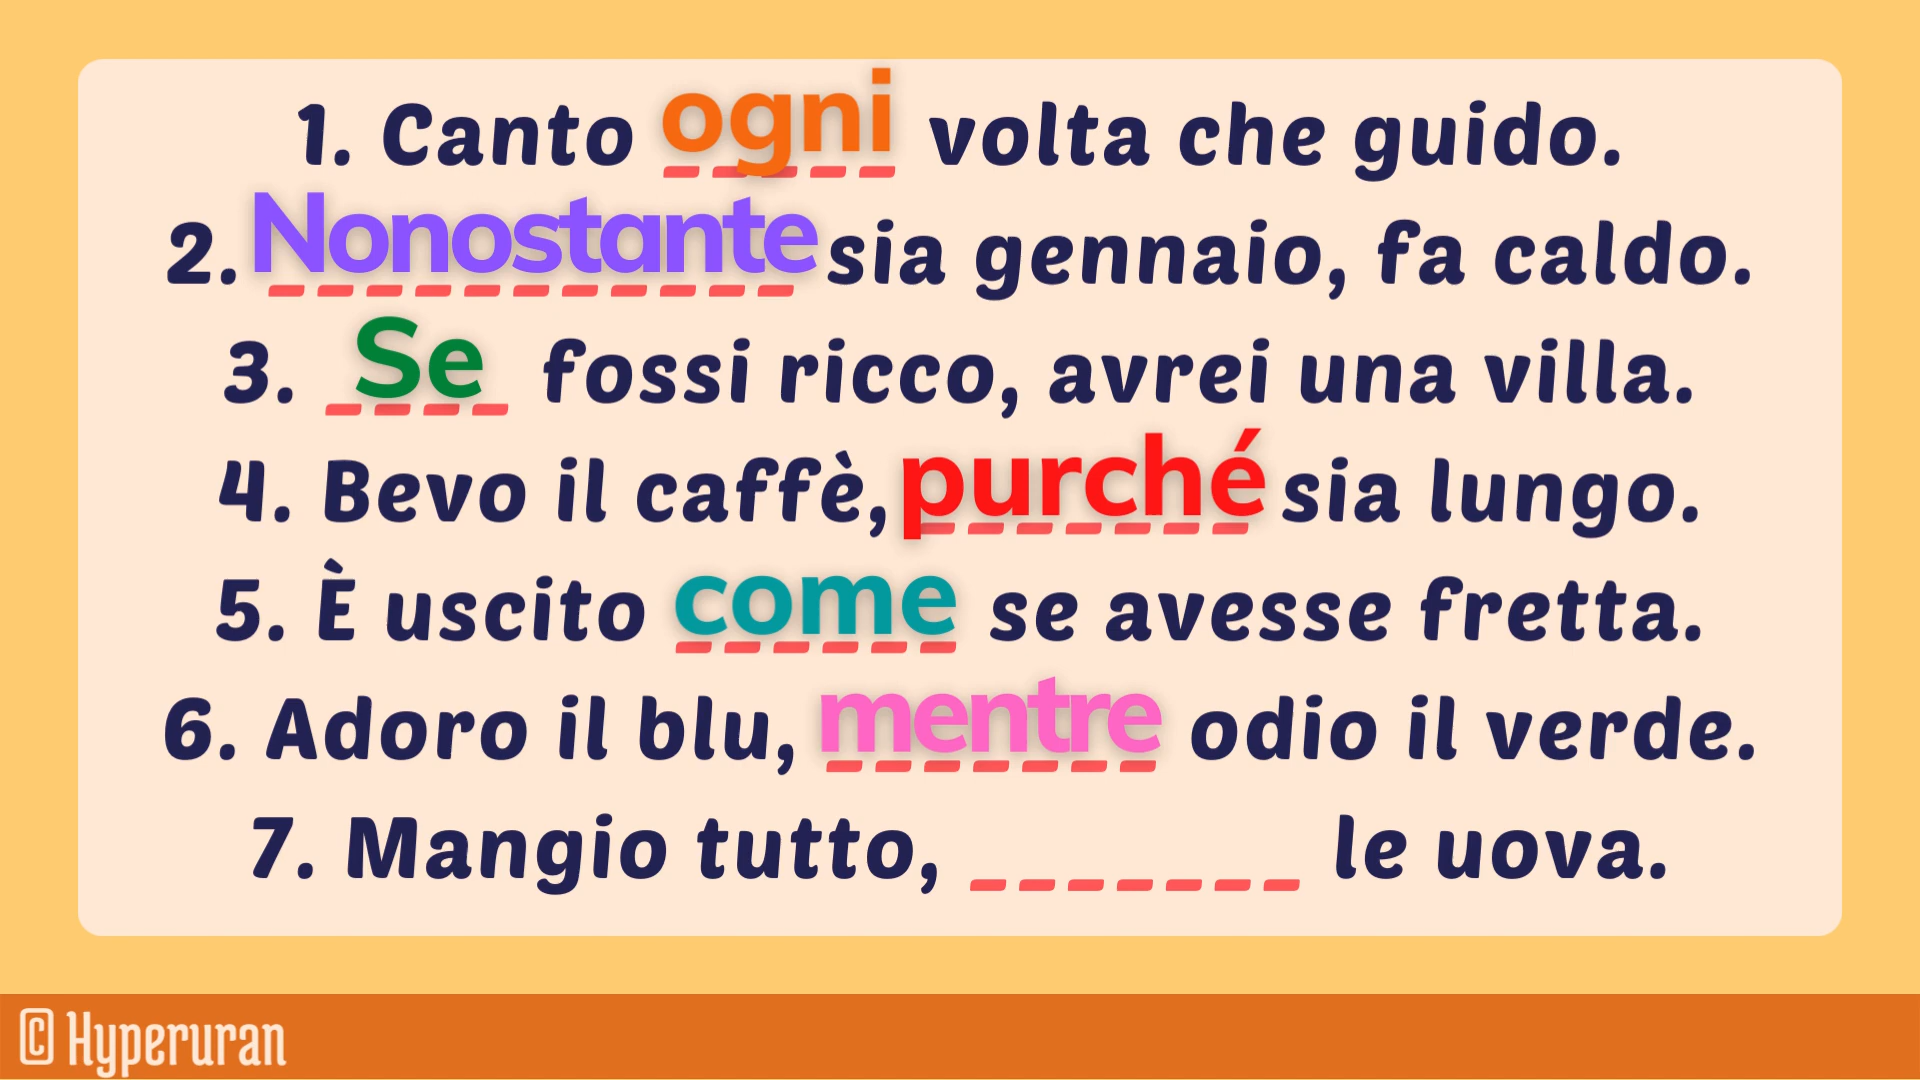 1. Canto ogni volta che guido.
2. Nonostante sia gennaio, fa caldo.
3. Se fossi ricco, avrei una villa.
4. Bevo il caffè, purché sia lungo.
5. È uscito come se avesse fretta.
6. Adoro il blu, mentre odio il verde.
7. Mangio tutto, _______ le uova.
© Hyperuran